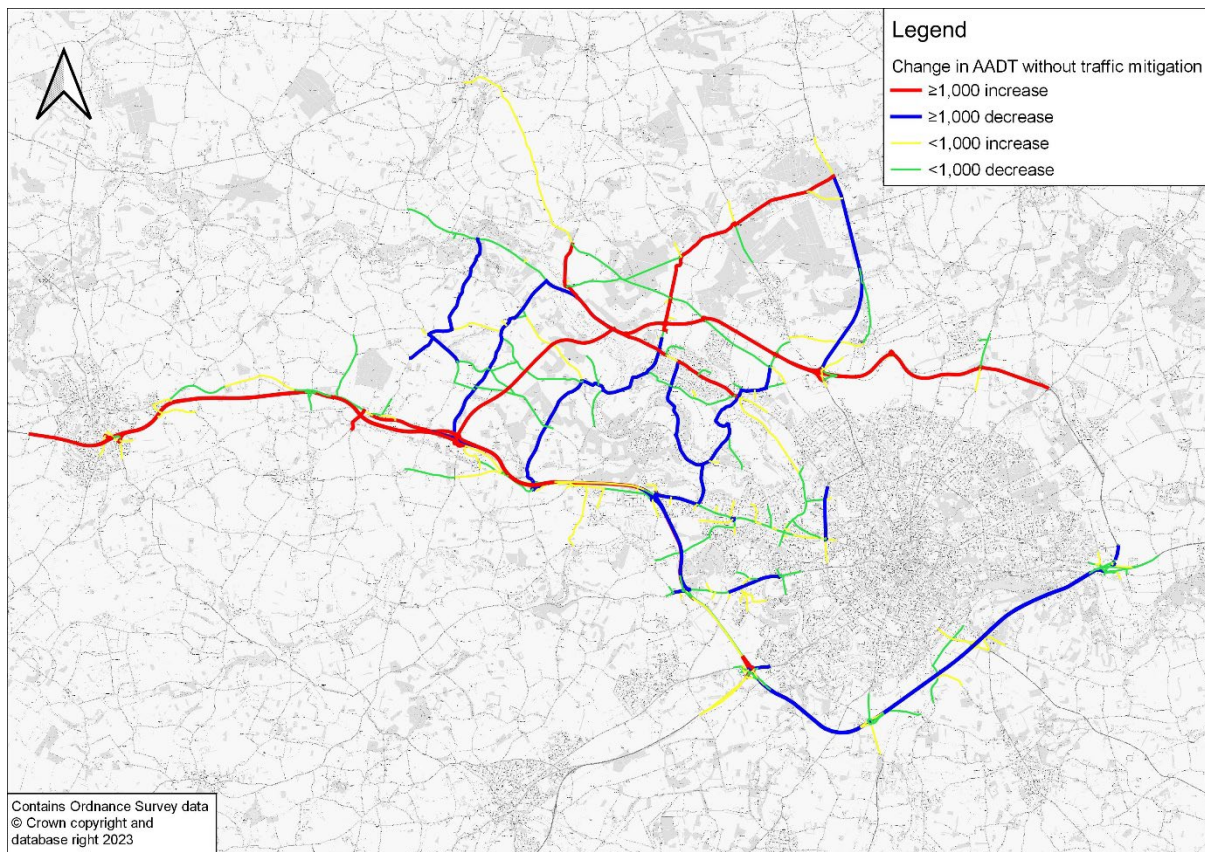 Legend
Change in AADT without traffic mitigation
≥1,000 increase
≥1,000 decrease
<1,000 increase
<1,000 decrease
Contains Ordnance Survey data
© Crown copyright and
database right 2023